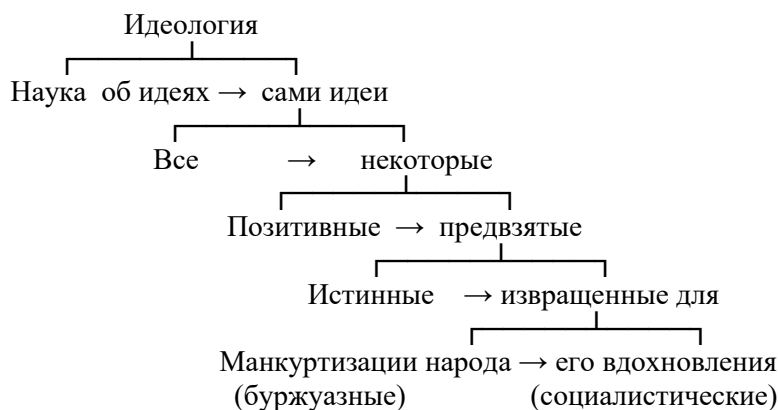 Идеология
Наука об идеях → сами идеи
Все → некоторые
Позитивные → предвзятые
Истинные → извращенные для
Манкуртизации народа → его вдохновления
(буржуазные) (социалистические)